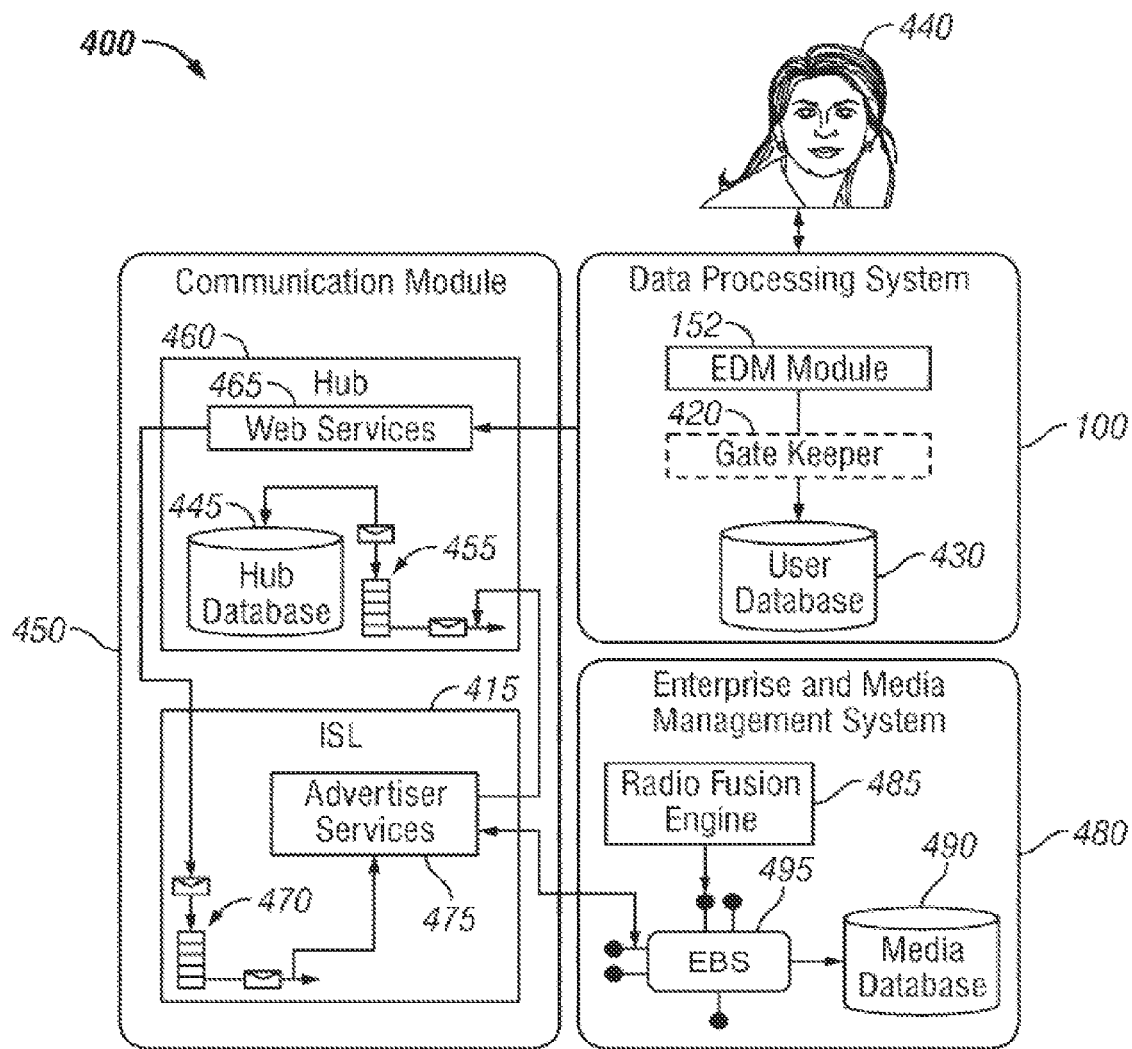 400
440
Communication Module
460
Hub
465
Web Services
445
Hub
Database
455
450
415
ISL
Advertiser
Services
475
470
Data Processing System
152
EDM Module
420
Gate Keeper
100
User
Database
430
Enterprise and Media
Management System
Radio Fusion
Engine
485
480
490
495
EBS
Media
Database